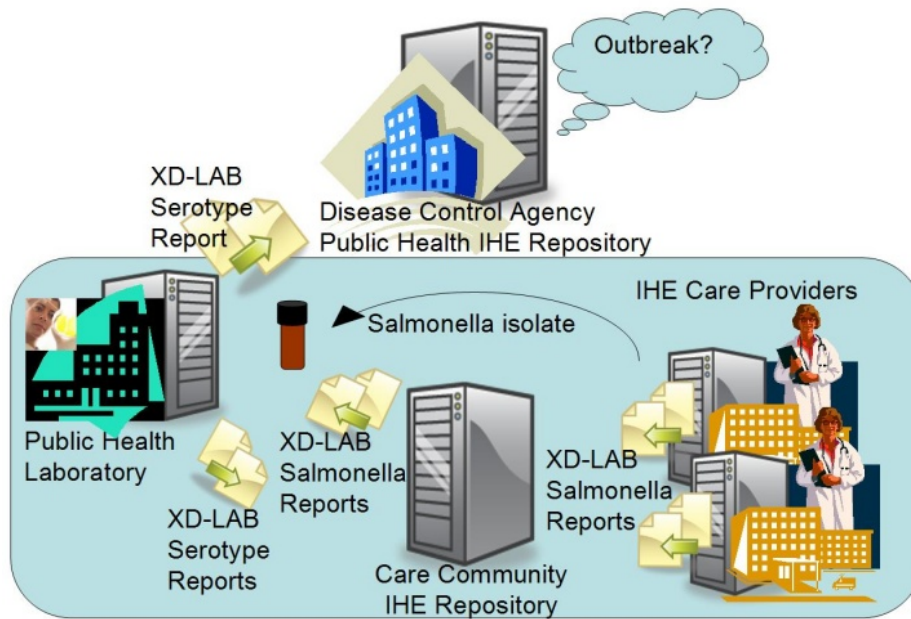 Outbreak?
XD-LAB
Serotype
Report
Disease Control Agency
Public Health IHE Repository
IHE Care Providers
Salmonella isolate
Public Health
Laboratory
XD-LAB
Salmonella
Reports
XD-LAB
Salmonella
Reports
XD-LAB
Serotype
Reports
Care Community
IHE Repository